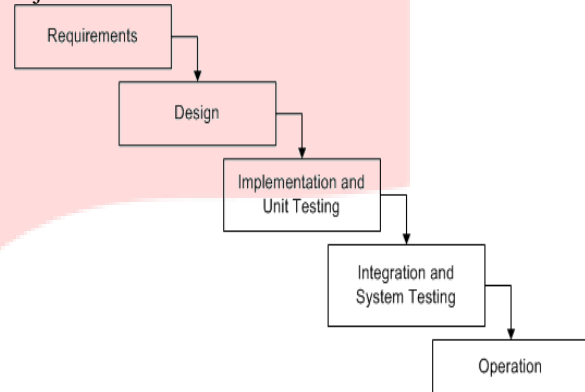 Requirements
Design
Implementation and
Unit Testing
Integration and
System Testing
Operation